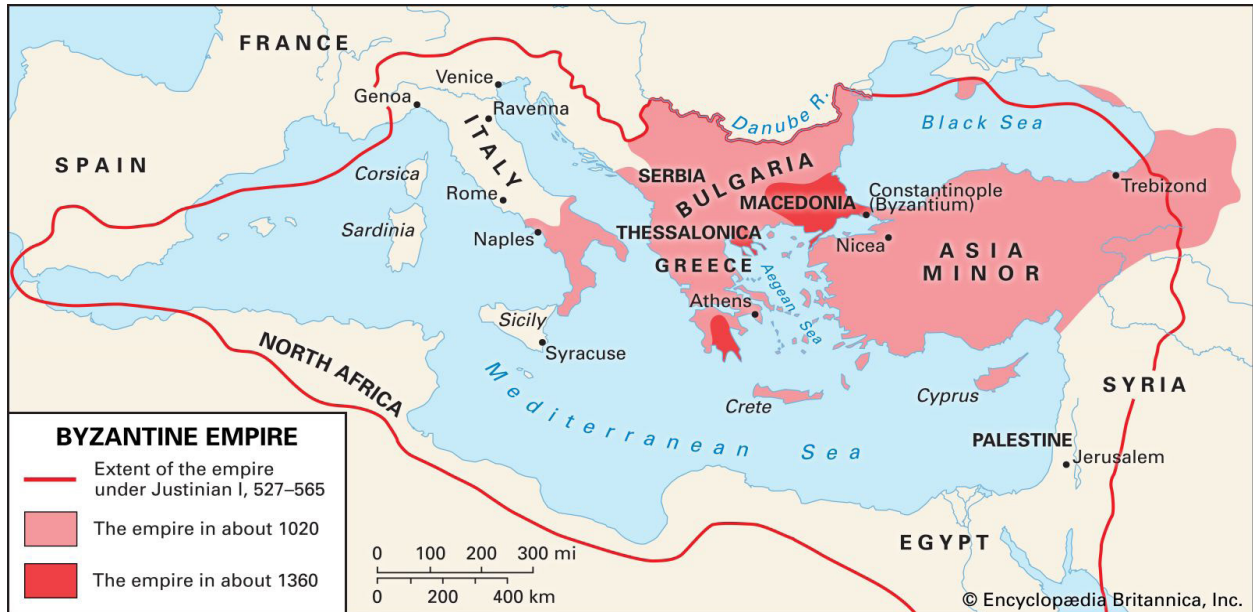 FRANCE
Venice
Genoa
Ravenna
Danube R.
Black Sea
ITALY
SPAIN
Corsica
SERBIA
BULGARIA
Trebizond
Rome
MACEDONIA
Constantinople
(Byzantium)
Sardinia
Naples
THESSALONICA
Nicea
ASIA
MINOR
GREECE
Aegean Sea
Athens
Sicily
Syracuse
NORTH AFRICA
Mediterranean Sea
Crete
Cyprus
SYRIA
PALESTINE
Jerusalem
EGYPT
BYZANTINE EMPIRE
Extent of the empire
under Justinian I, 527–565
The empire in about 1020
The empire in about 1360
0 100 200 300 mi
0 200 400 km
© Encyclopædia Britannica, Inc.